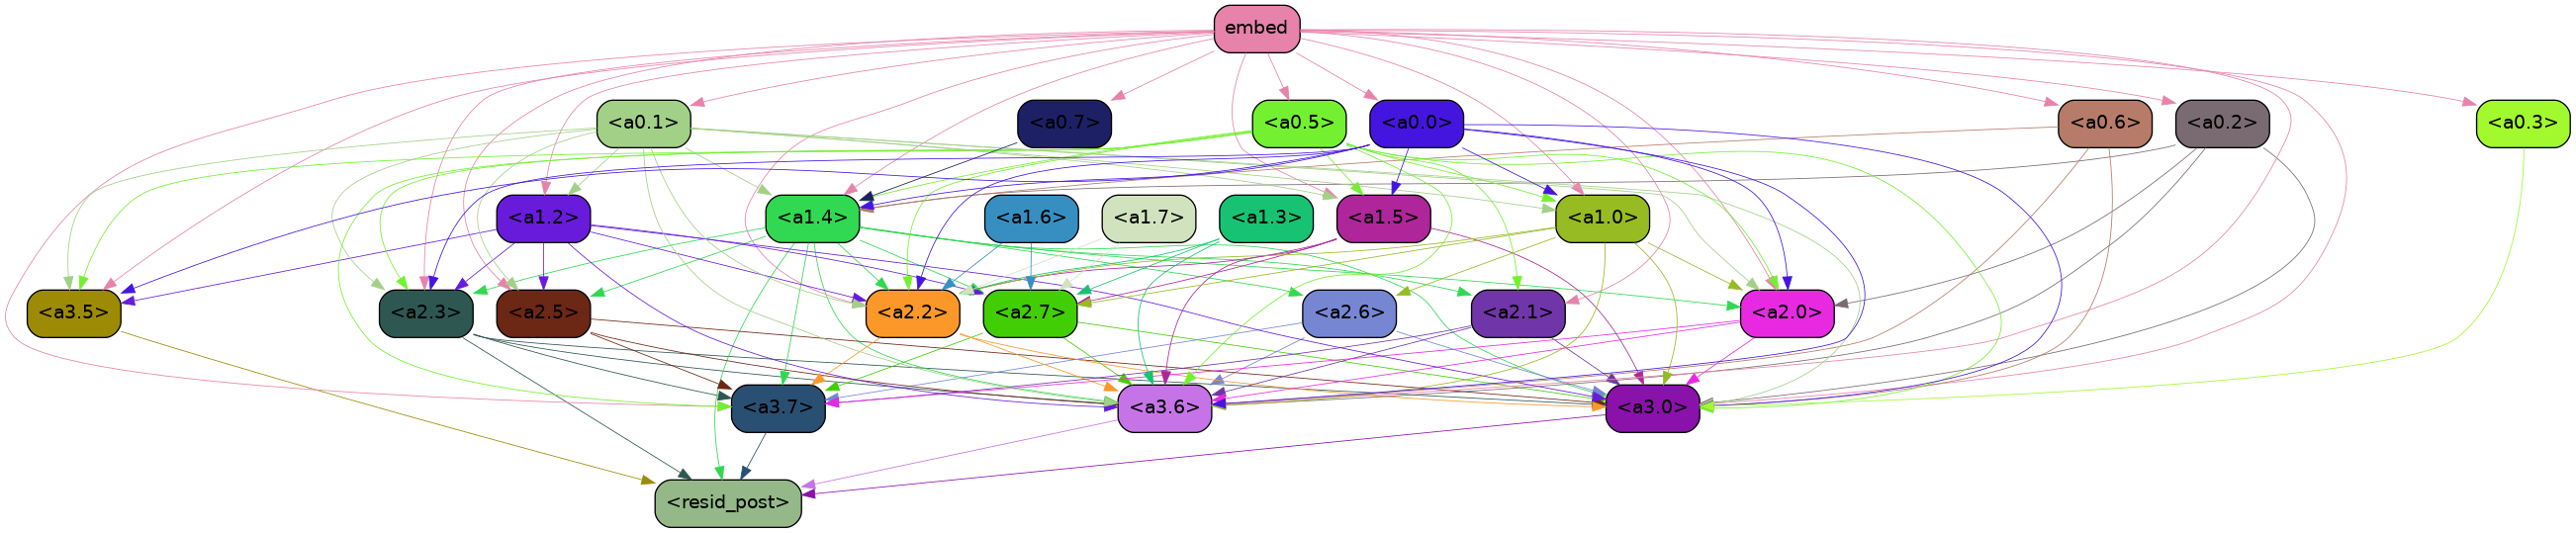 embed
<a0.1> <a0.7> <a0.5> <a0.0> <a0.6> <a0.2> <a0.3>
<a1.2> <a1.4> <a1.6> <a1.7> <a1.3> <a1.5> <a1.0>
<a3.5> <a2.3> <a2.5> <a2.2> <a2.7> <a2.6> <a2.1> <a2.0>
<a3.7> <a3.6> <a3.0>
<resid_post>